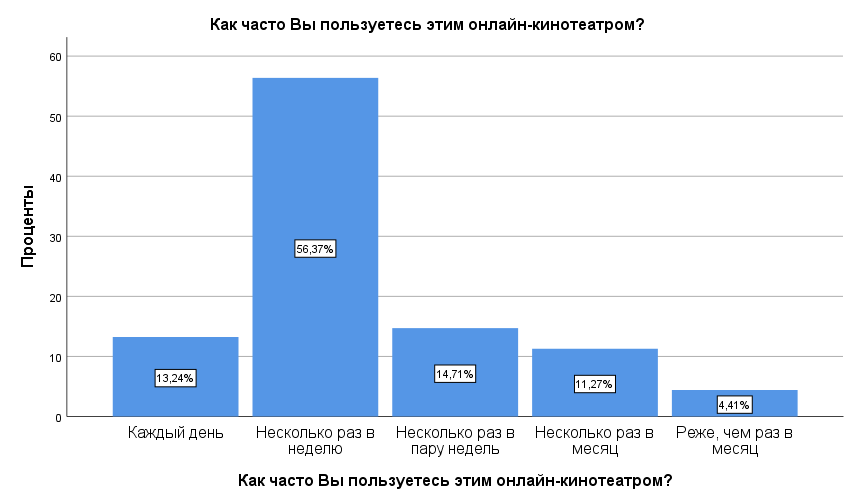 Как часто Вы пользуетесь этим онлайн-кинотеатром?
60
50
40
30
20
10
0
Проценты
13,24%
56,37%
14,71%
11,27%
4,41%
Каждый день
Несколько раз в
неделю
Несколько раз в
пару недель
Несколько раз в
месяц
Реже, чем раз в
месяц
Как часто Вы пользуетесь этим онлайн-кинотеатром?